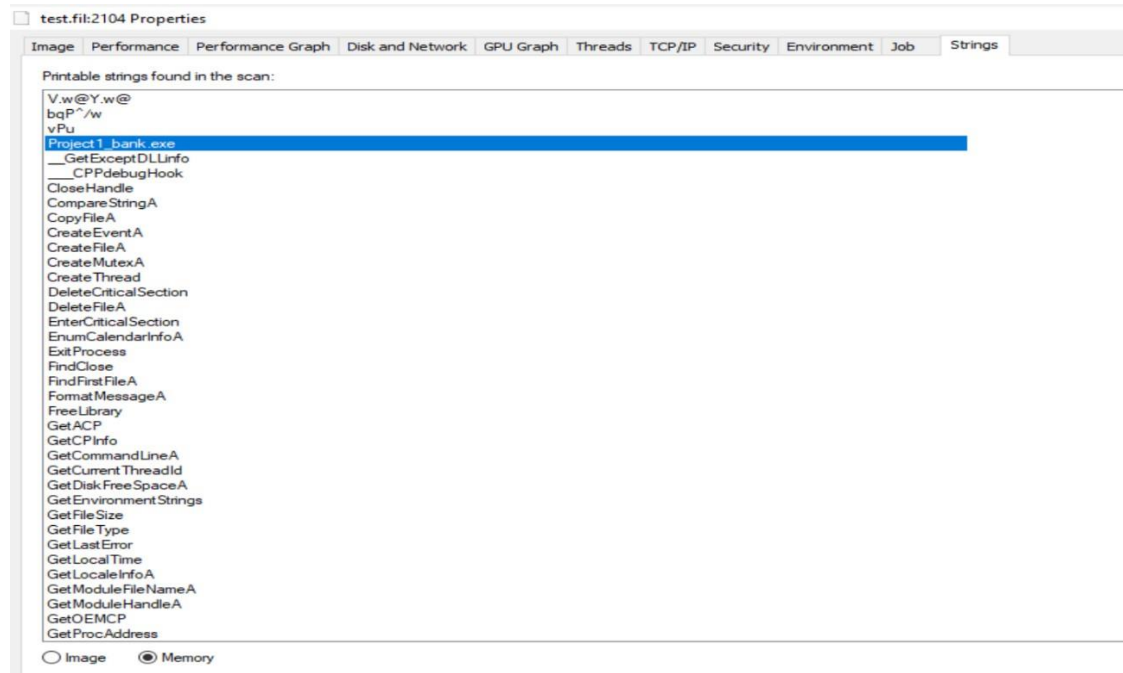 test.fil:2104 Properties
Image Performance Performance Graph Disk and Network GPU Graph Threads TCP/IP Security Environment Job Strings
Printable strings found in the scan:
V.w@Y.w@
bqP^/w
vPu
Project1_bank.exe
__GetExceptDLLinfo
___CPPdebugHook
CloseHandle
CompareStringA
CopyFileA
CreateEventA
CreateFileA
CreateMutexA
CreateThread
DeleteCriticalSection
DeleteFileA
EnterCriticalSection
EnumCalendarInfoA
ExitProcess
FindClose
FindFirstFileA
FormatMessageA
FreeLibrary
GetACP
GetCPInfo
GetCommandLineA
GetCurrentThreadId
GetDiskFreeSpaceA
GetEnvironmentStrings
GetFileSize
GetFileType
GetLastError
GetLocalTime
GetLocaleInfoA
GetModuleFileNameA
GetModuleHandleA
GetOEMCP
GetProcAddress
Image Memory